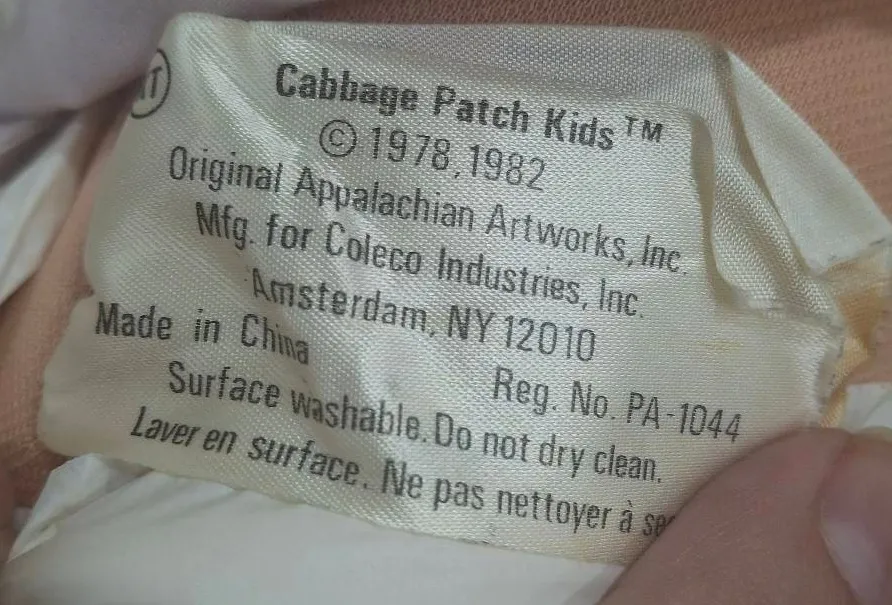 Cabbage Patch Kids™
© 1978, 1982
Original Appalachian Artworks, Inc.
Mfg. for Coleco Industries, Inc.
Amsterdam, NY 12010
Made in China
Reg. No. PA-1044
Surface washable. Do not dry clean.
Laver en surface. Ne pas nettoyer à